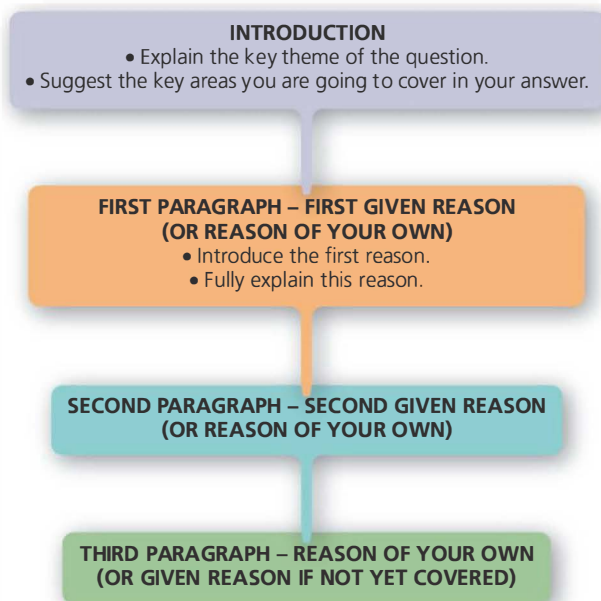 INTRODUCTION
• Explain the key theme of the question.
• Suggest the key areas you are going to cover in your answer.
FIRST PARAGRAPH – FIRST GIVEN REASON
(OR REASON OF YOUR OWN)
• Introduce the first reason.
• Fully explain this reason.
SECOND PARAGRAPH – SECOND GIVEN REASON
(OR REASON OF YOUR OWN)
THIRD PARAGRAPH – REASON OF YOUR OWN
(OR GIVEN REASON IF NOT YET COVERED)